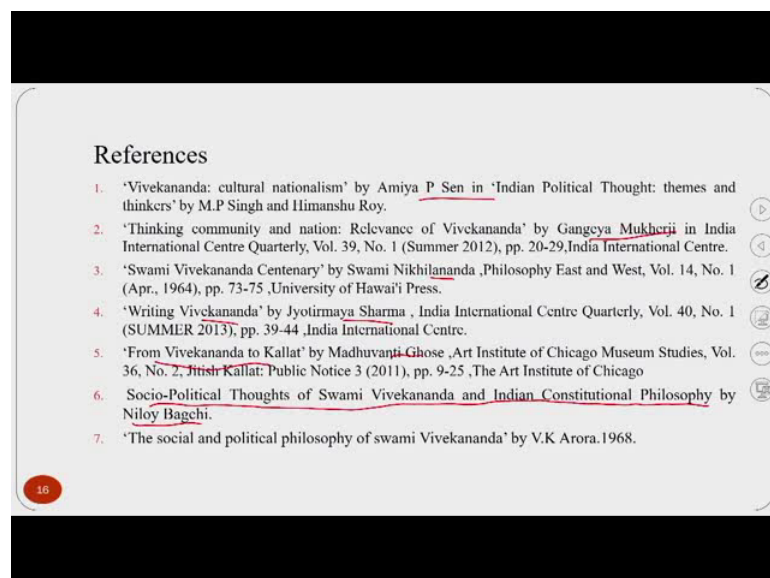 References
1. ‘Vivekananda: cultural nationalism’ by Amiya P Sen in ‘Indian Political Thought: themes and
thinkers’ by M.P Singh and Himanshu Roy.
2. ‘Thinking community and nation: Relevance of Vivekananda’ by Gangeya Mukherji in India
International Centre Quarterly, Vol. 39, No. 1 (Summer 2012), pp. 20-29,India International Centre.
3. ‘Swami Vivekananda Centenary’ by Swami Nikhilananda ,Philosophy East and West, Vol. 14, No. 1
(Apr., 1964), pp. 73-75 ,University of Hawai'i Press.
4. ‘Writing Vivekananda’ by Jyotirmaya Sharma , India International Centre Quarterly, Vol. 40, No. 1
(SUMMER 2013), pp. 39-44 ,India International Centre.
5. ‘From Vivekananda to Kallat’ by Madhuvanti Ghose ,Art Institute of Chicago Museum Studies, Vol.
36, No. 2, Jitish Kallat: Public Notice 3 (2011), pp. 9-25 ,The Art Institute of Chicago
6. Socio-Political Thoughts of Swami Vivekananda and Indian Constitutional Philosophy by
Niloy Bagchi.
7. ‘The social and political philosophy of swami Vivekananda’ by V.K Arora.1968.
16